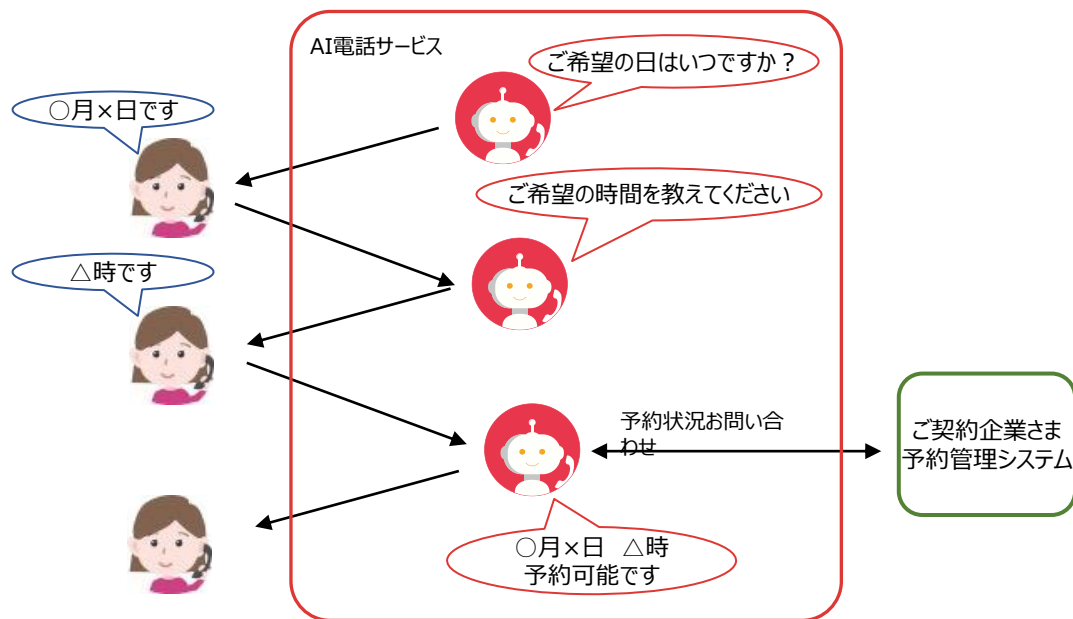 AI電話サービス
ご希望の日はいつですか？
○月×日です
ご希望の時間を教えてください
△時です
予約状況お問い合
わせ
ご契約企業さま
予約管理システム
○月×日　△時
予約可能です